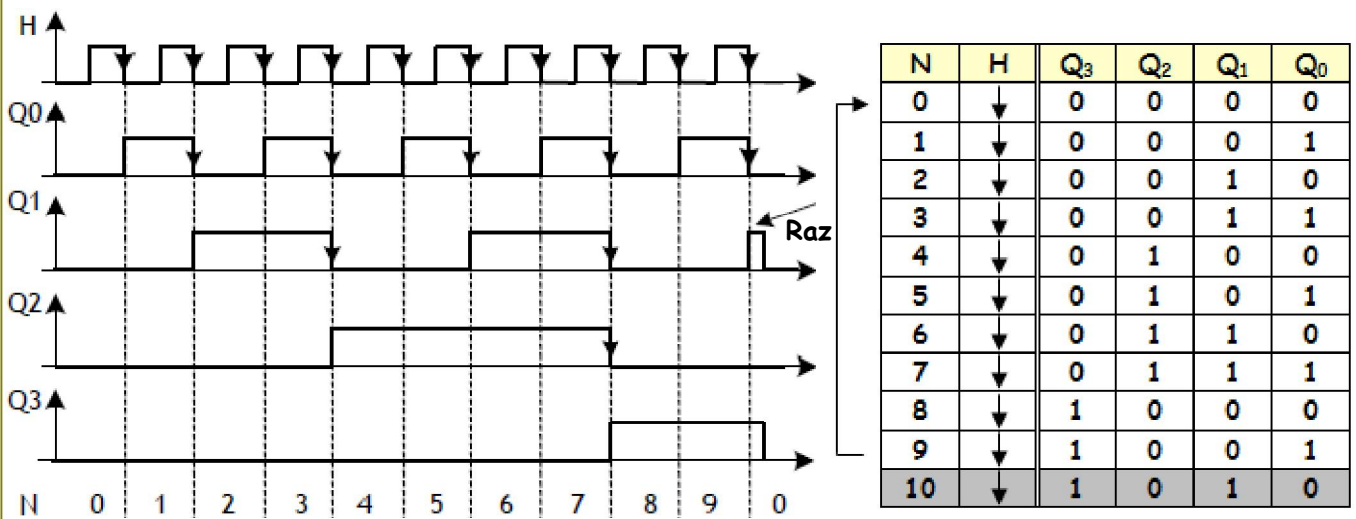 H
Q0
Q1
Raz
Q2
Q3
N 0 1 2 3 4 5 6 7 8 9 0
N H Q3 Q2 Q1 Q0
0 0 0 0 0
1 0 0 0 1
2 0 0 1 0
3 0 0 1 1
4 0 1 0 0
5 0 1 0 1
6 0 1 1 0
7 0 1 1 1
8 1 0 0 0
9 1 0 0 1
10 1 0 1 0